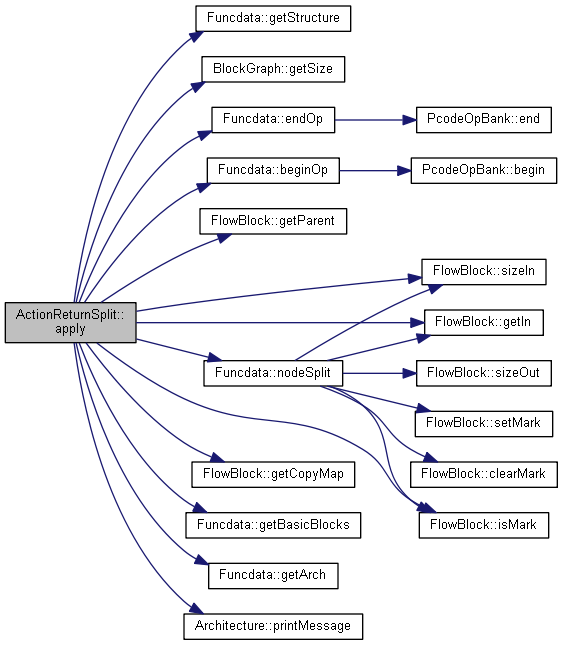 Funcdata::getStructure
BlockGraph::getSize
Funcdata::endOp
PcodeOpBank::end
Funcdata::beginOp
PcodeOpBank::begin
FlowBlock::getParent
FlowBlock::sizeIn
ActionReturnSplit::
apply
FlowBlock::getIn
Funcdata::nodeSplit
FlowBlock::sizeOut
FlowBlock::setMark
FlowBlock::getCopyMap
FlowBlock::clearMark
Funcdata::getBasicBlocks
FlowBlock::isMark
Funcdata::getArch
Architecture::printMessage